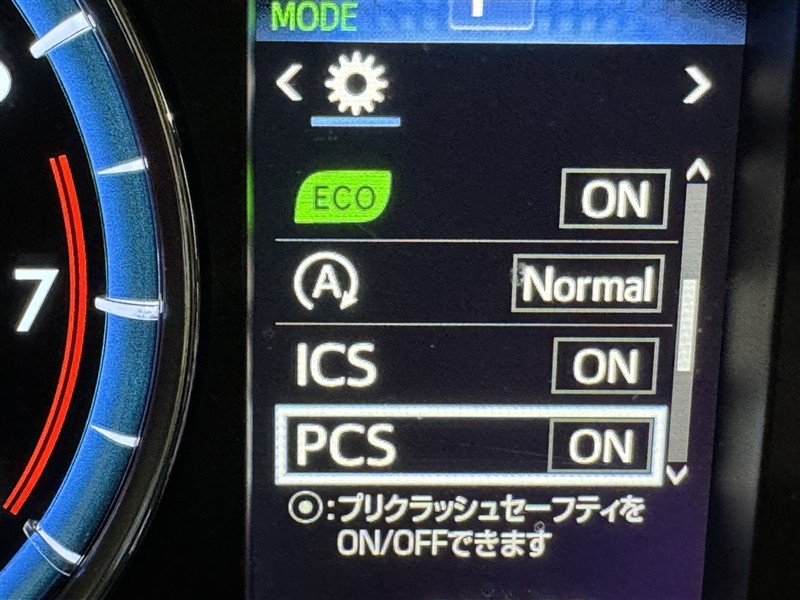 MODE
7
ECO ON
A Normal
ICS ON
PCS ON
◉:プリクラッシュセーフティを
ON/OFFできます